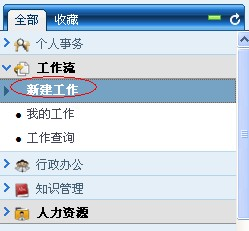 全部 收藏
个人事务
工作流
新建工作
我的工作
工作查询
行政办公
知识管理
人力资源